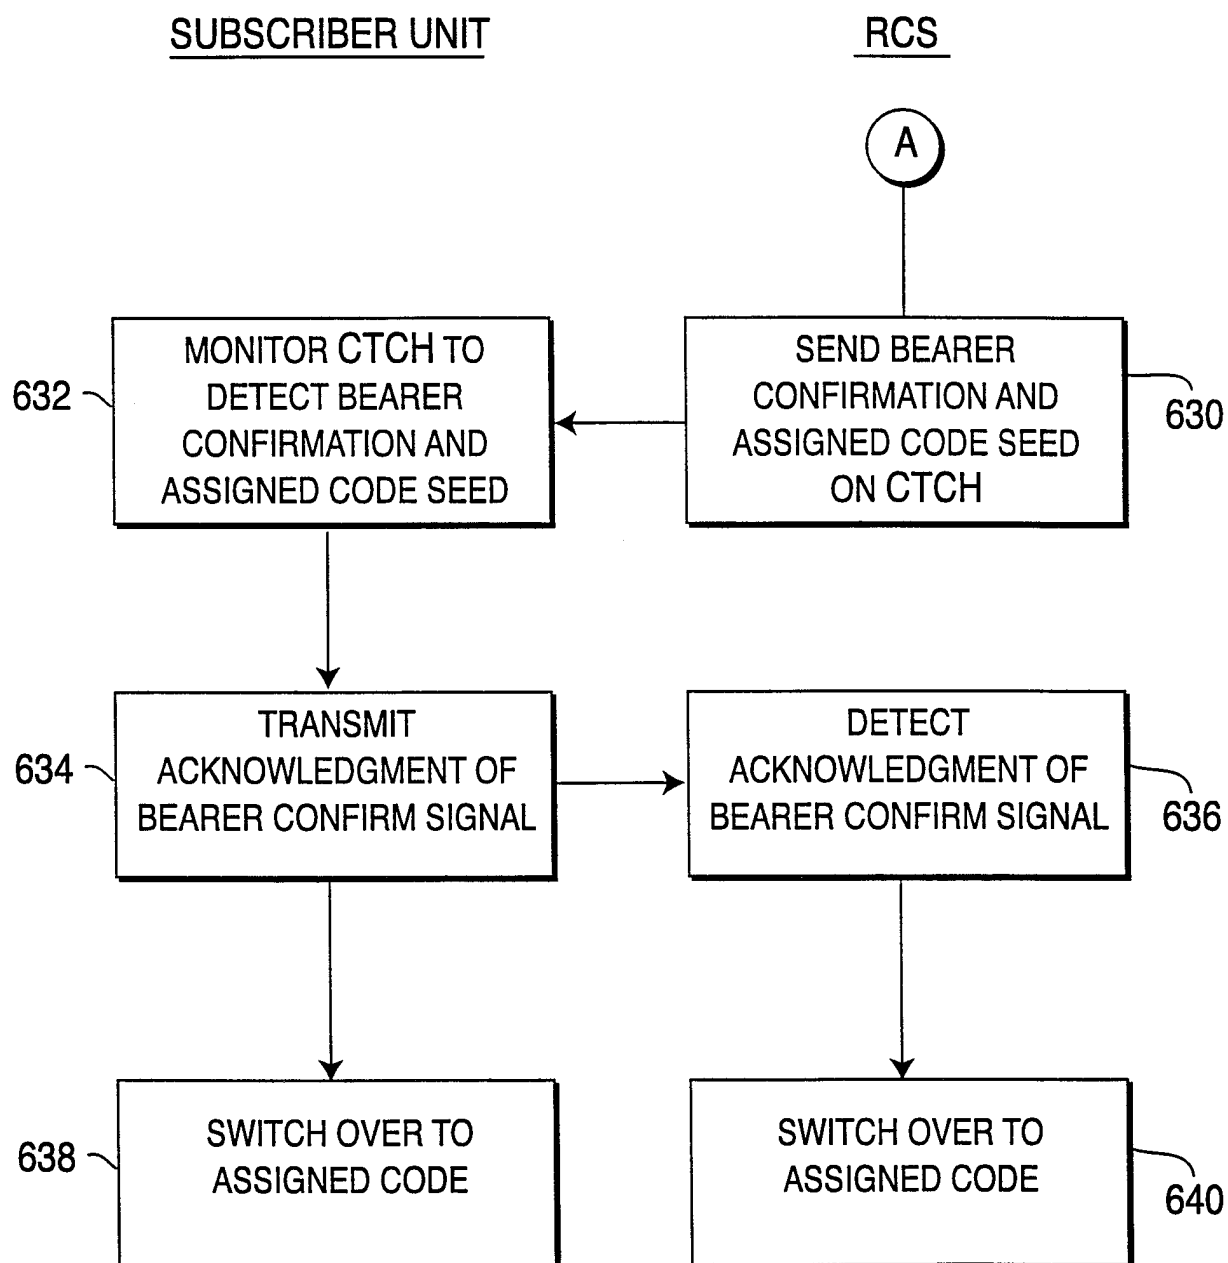 SUBSCRIBER UNIT
RCS
A
MONITOR CTCH TO
DETECT BEARER
CONFIRMATION AND
ASSIGNED CODE SEED
632
SEND BEARER
CONFIRMATION AND
ASSIGNED CODE SEED
ON CTCH
630
TRANSMIT
ACKNOWLEDGMENT OF
BEARER CONFIRM SIGNAL
634
DETECT
ACKNOWLEDGMENT OF
BEARER CONFIRM SIGNAL
636
SWITCH OVER TO
ASSIGNED CODE
638
SWITCH OVER TO
ASSIGNED CODE
640